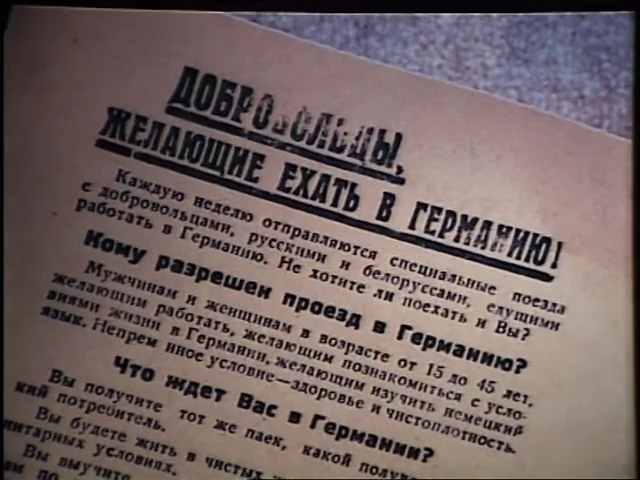 ДОБРОВОЛЬЦЫ,
ЖЕЛАЮЩИЕ ЕХАТЬ В ГЕРМАНИЮ!
Каждую неделю отправляются специальные поезда
с добровольцами, русскими и белоруссами, едущими
работать в Германию. Не хотите ли поехать и Вы?
Кому разрешен проезд в Германию?
Мужчинам и женщинам в возрасте от 15 до 45 лет,
желающим работать, желающим познакомиться с усло-
виями жизни в Германии, желающим изучить немецкий
язык. Непрем иное условие—здоровье и чистоплотность.
Что ждет Вас в Германии?
Вы получите тот же паек, какой
кий потребитель.
Вы будете жить в чистых
нитарных условиях.
Вы выучите